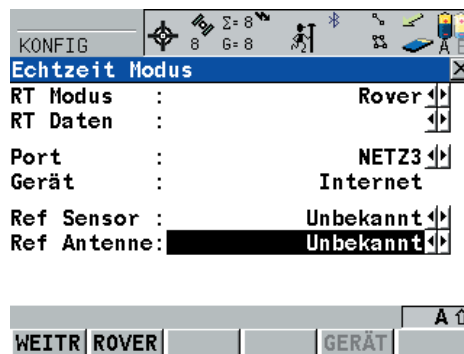 KONFIG
8
Σ= 8
G= 8
2
A
Echtzeit Modus
RT Modus : Rover
RT Daten :
Port : NETZ3
Gerät : Internet
Ref Sensor : Unbekannt
Ref Antenne: Unbekannt
A
WEITR ROVER GERÄT